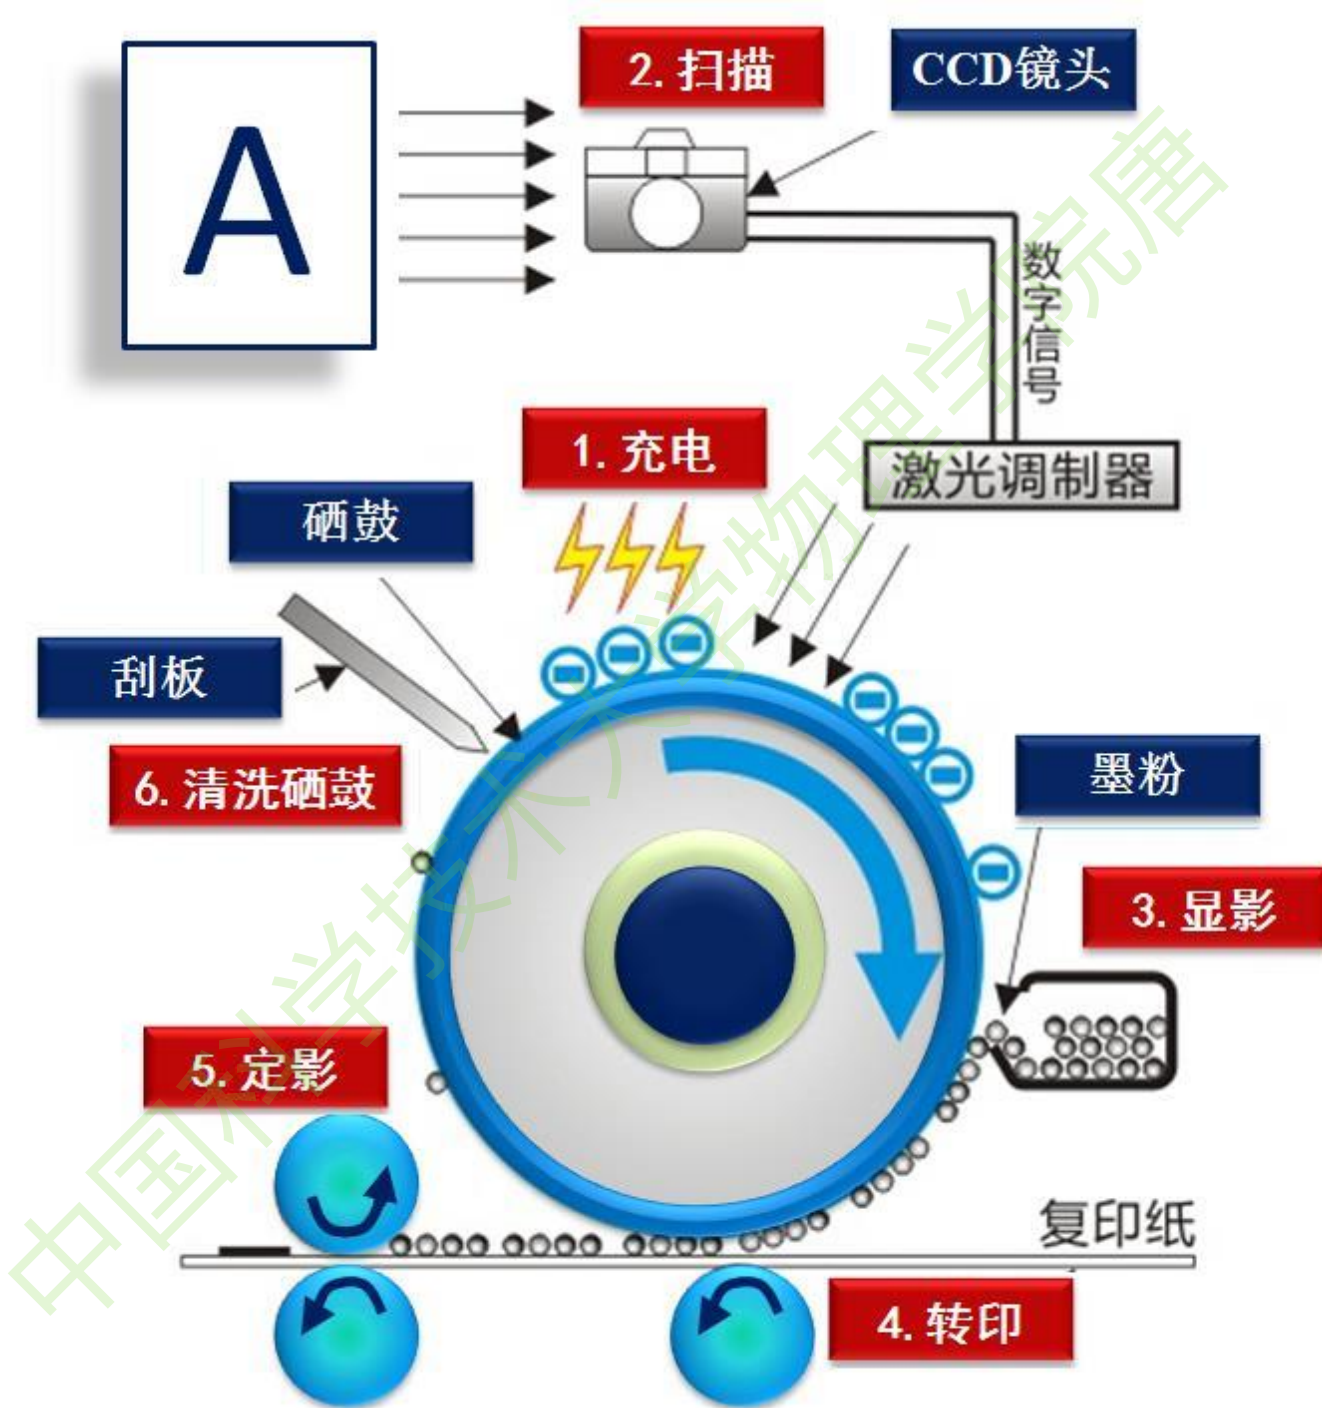 2. 扫描
CCD镜头
A
数字信号
1. 充电
激光调制器
硒鼓
刮板
6. 清洗硒鼓
墨粉
3. 显影
5. 定影
复印纸
4. 转印
中国科学技术大学物理学院唐